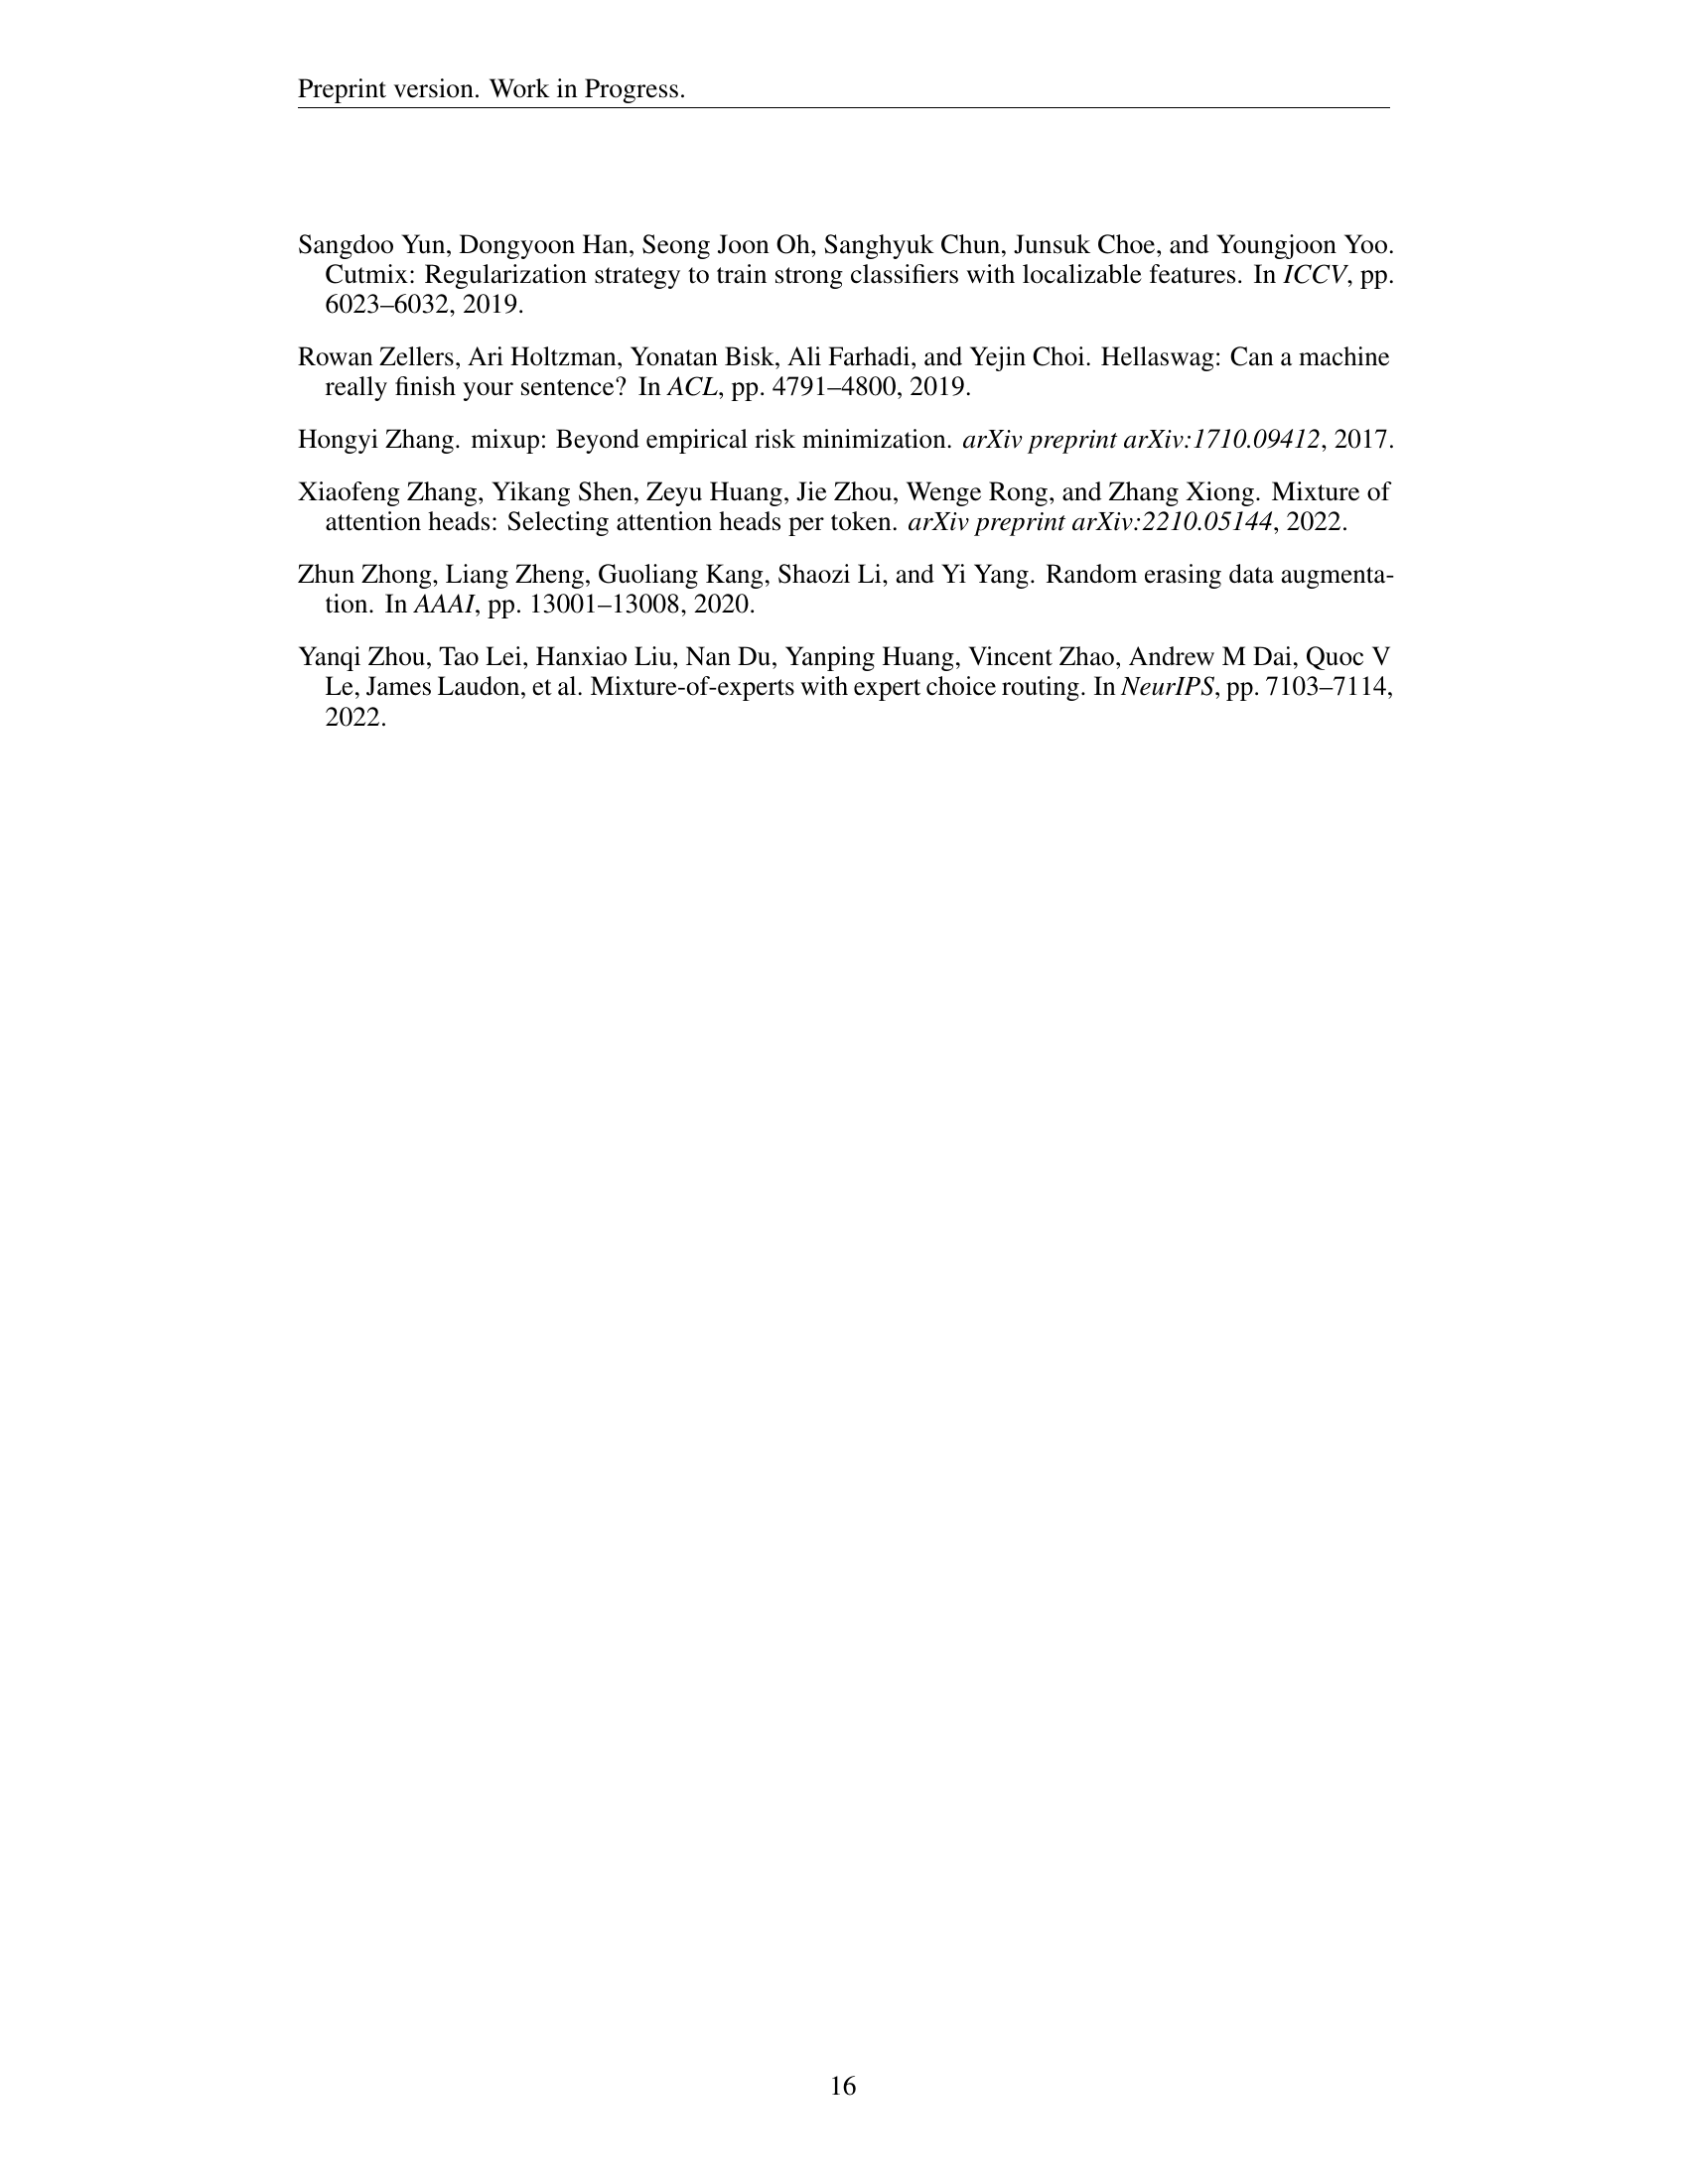 Preprint version. Work in Progress.
Sangdoo Yun, Dongyoon Han, Seong Joon Oh, Sanghyuk Chun, Junsuk Choe, and Youngjoon Yoo.
Cutmix: Regularization strategy to train strong classifiers with localizable features. In ICCV, pp.
6023–6032, 2019.
Rowan Zellers, Ari Holtzman, Yonatan Bisk, Ali Farhadi, and Yejin Choi. Hellaswag: Can a machine
really finish your sentence? In ACL, pp. 4791–4800, 2019.
Hongyi Zhang. mixup: Beyond empirical risk minimization. arXiv preprint arXiv:1710.09412, 2017.
Xiaofeng Zhang, Yikang Shen, Zeyu Huang, Jie Zhou, Wenge Rong, and Zhang Xiong. Mixture of
attention heads: Selecting attention heads per token. arXiv preprint arXiv:2210.05144, 2022.
Zhun Zhong, Liang Zheng, Guoliang Kang, Shaozi Li, and Yi Yang. Random erasing data augmenta-
tion. In AAAI, pp. 13001–13008, 2020.
Yanqi Zhou, Tao Lei, Hanxiao Liu, Nan Du, Yanping Huang, Vincent Zhao, Andrew M Dai, Quoc V
Le, James Laudon, et al. Mixture-of-experts with expert choice routing. In NeurIPS, pp. 7103–7114,
2022.
16